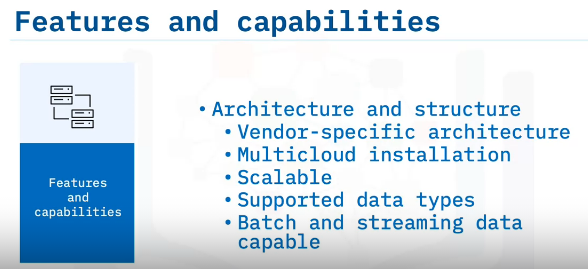 Features and capabilities
Features
and
capabilities
• Architecture and structure
• Vendor-specific architecture
• Multicloud installation
• Scalable
• Supported data types
• Batch and streaming data
capable